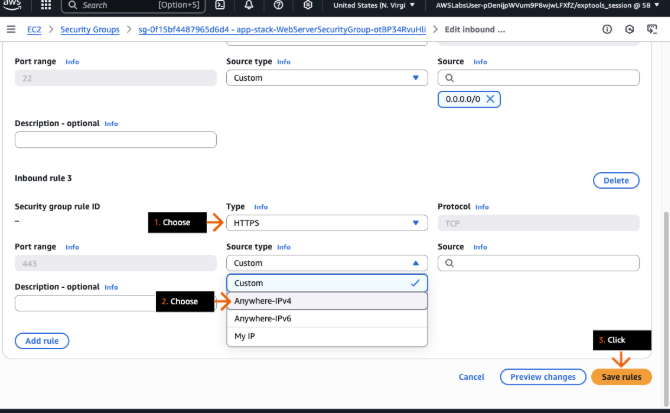 aws
Search
[Option+S]
United States (N. Virgi
AWSLabsUser-pDenijpWVum9P8wjwLFXfZ/exptools_session @ 58
EC2 > Security Groups > sg-0f15bf4487965d6d4 - app-stack-WebServerSecurityGroup-otBP34RvuHli > Edit inbound ...
Port range Info
Source type Info
Source Info
22
Custom
0.0.0.0/0
Description - optional Info
Inbound rule 3
Delete
Security group rule ID
Type Info
Protocol Info
–
1. Choose
HTTPS
TCP
Port range Info
Source type Info
Source Info
443
Custom
Description - optional Info
Custom
2. Choose
Anywhere-IPv4
Anywhere-IPv6
My IP
Add rule
3. Click
Cancel
Preview changes
Save rules